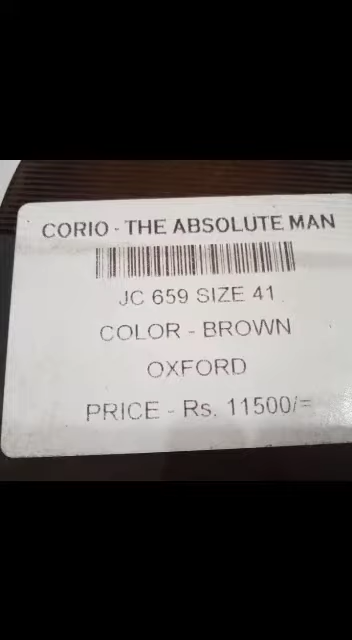 CORIO - THE ABSOLUTE MAN
JC 659 SIZE 41
COLOR - BROWN
OXFORD
PRICE - Rs. 11500/=